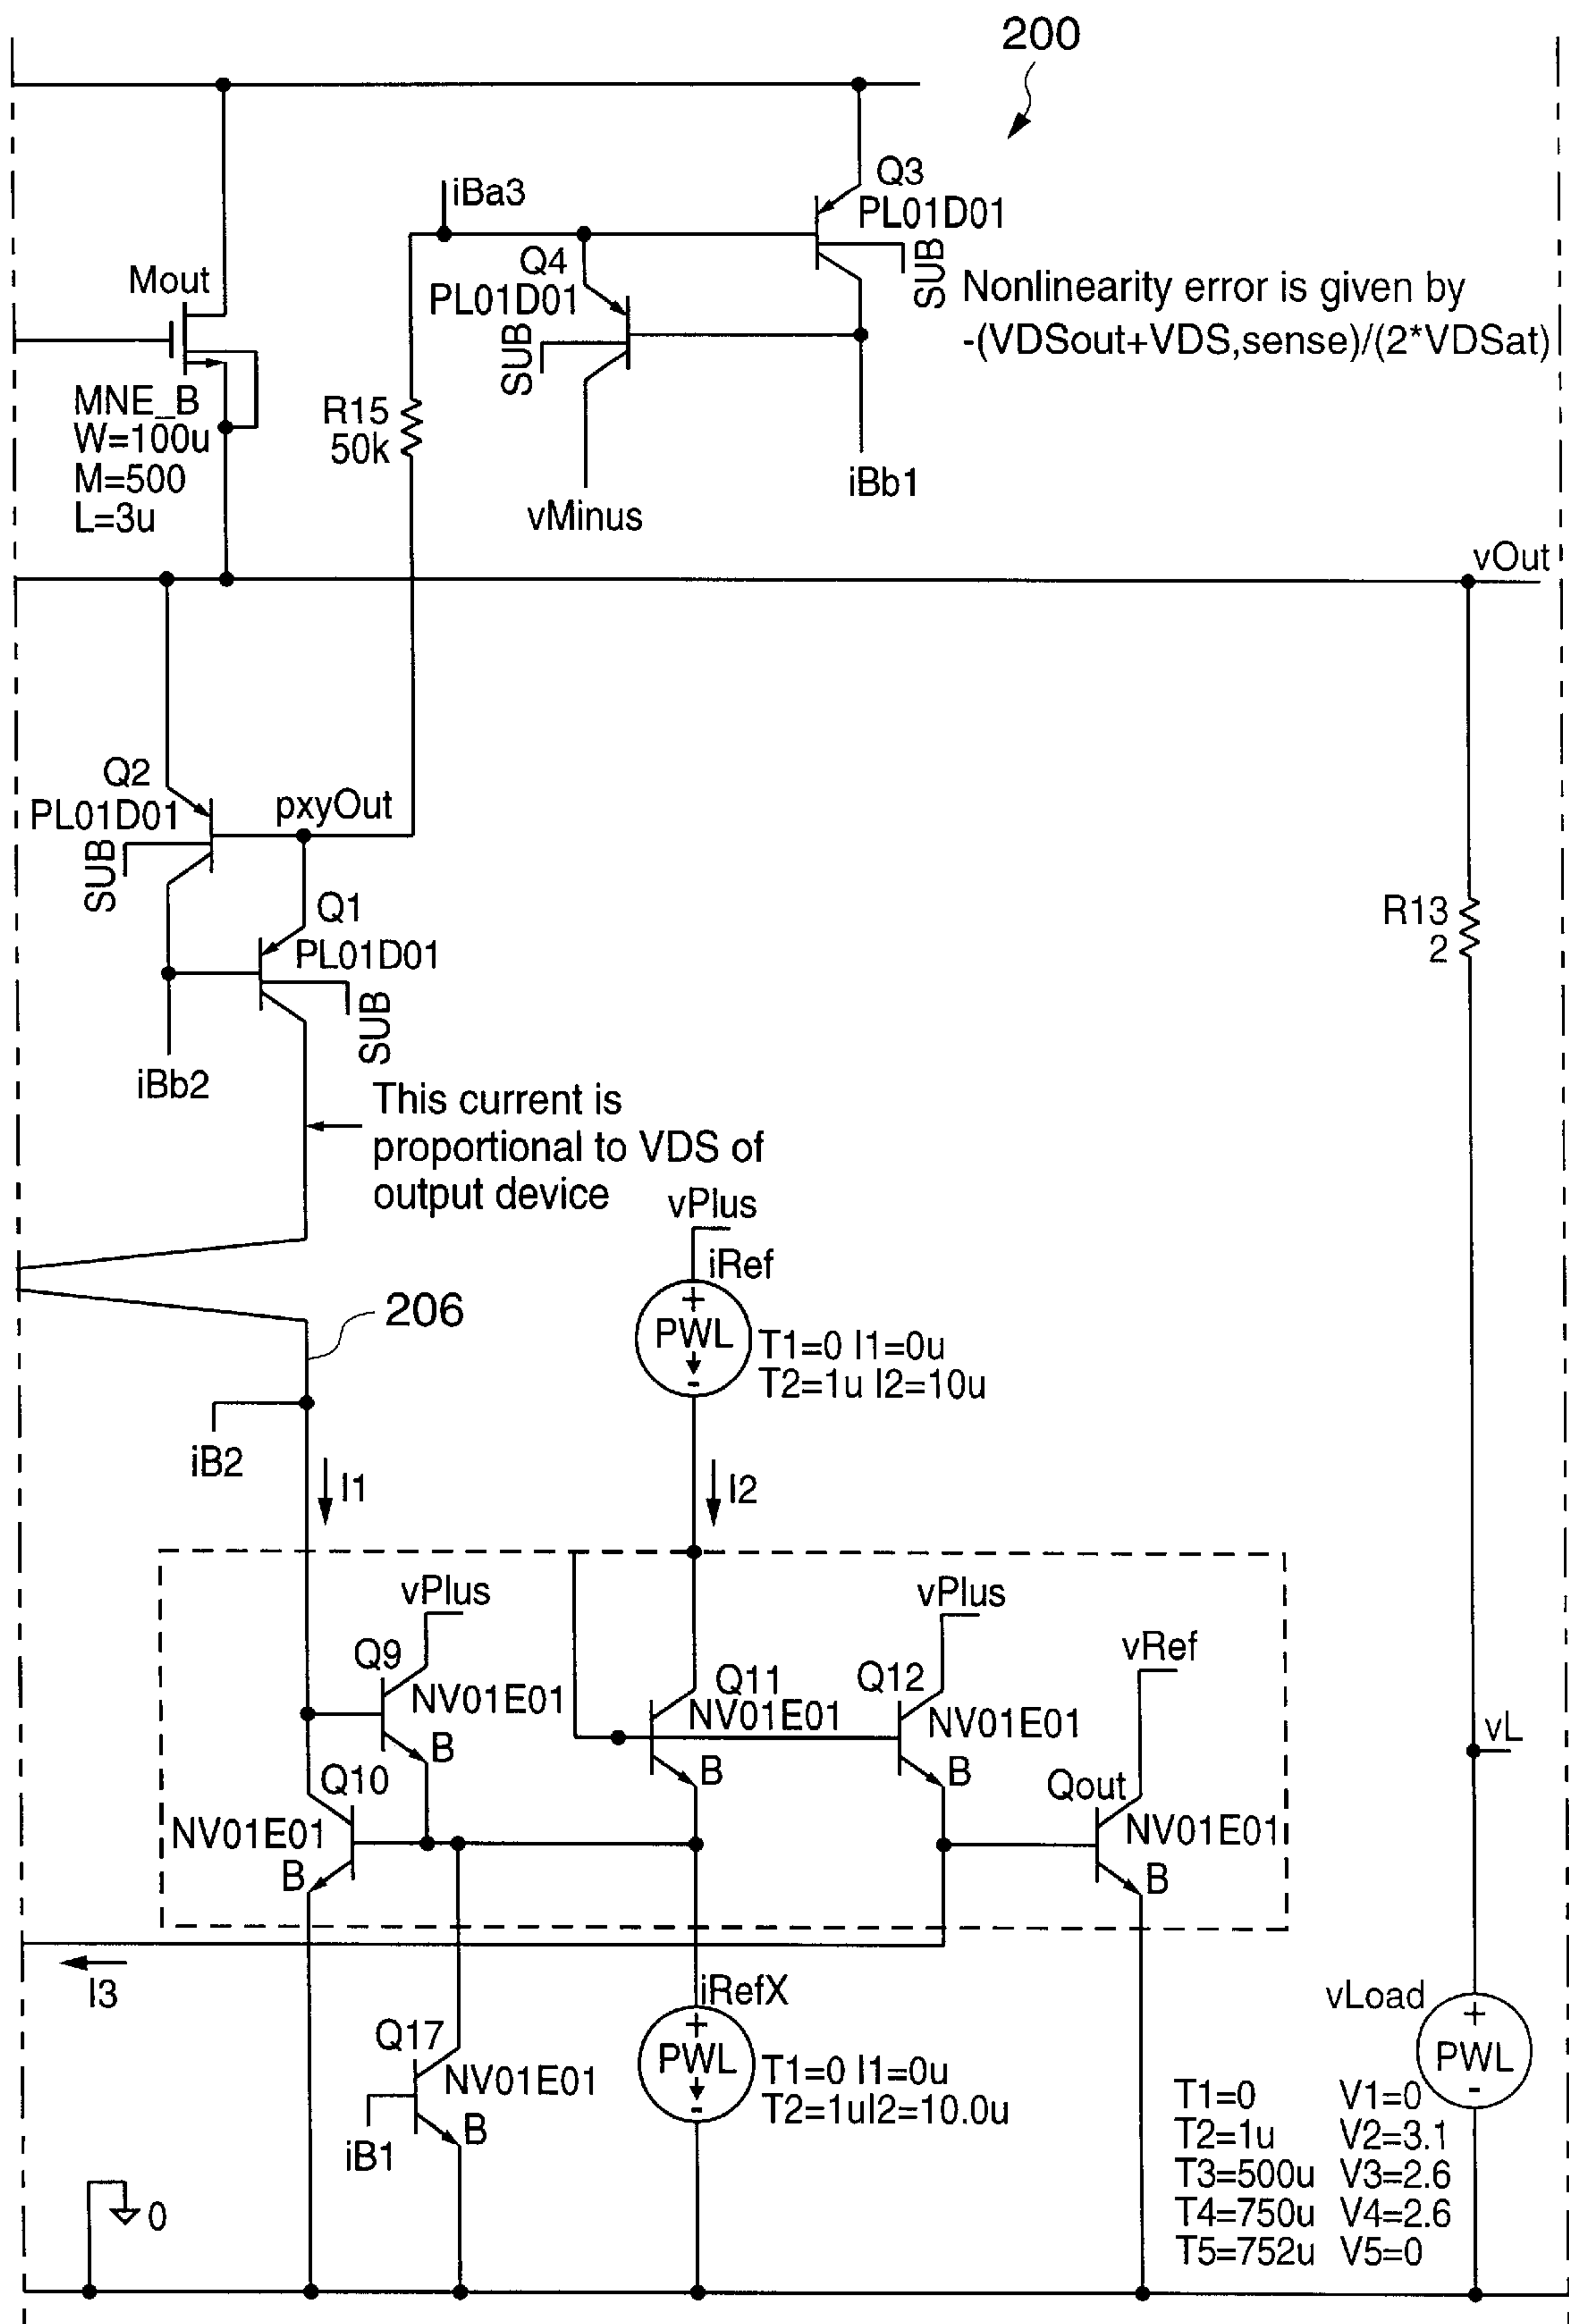 200
iBa3
Q3
PL01D01
SUB
Q4
PL01D01
SUB
Nonlinearity error is given by
-(VDSout+VDS,sense)/(2*VDSat)
Mout
MNE_B
W=100u
M=500
L=3u
R15
50k
vMinus
iBb1
vOut
Q2
PL01D01
SUB
pxyOut
Q1
PL01D01
SUB
iBb2
R13
2
This current is
proportional to VDS of
output device
vPlus
iRef
+
PWL
-
T1=0 I1=0u
T2=1u I2=10u
206
iB2
I1
I2
vPlus
vPlus
vRef
Q9
NV01E01
B
Q11
NV01E01
B
Q12
NV01E01
B
vL
Q10
NV01E01
B
Qout
NV01E01
B
I3
iRefX
+
PWL
-
T1=0 I1=0u
T2=1uI2=10.0u
Q17
NV01E01
B
iB1
vLoad
+
PWL
-
T1=0 V1=0
T2=1u V2=3.1
T3=500u V3=2.6
T4=750u V4=2.6
T5=752u V5=0
0